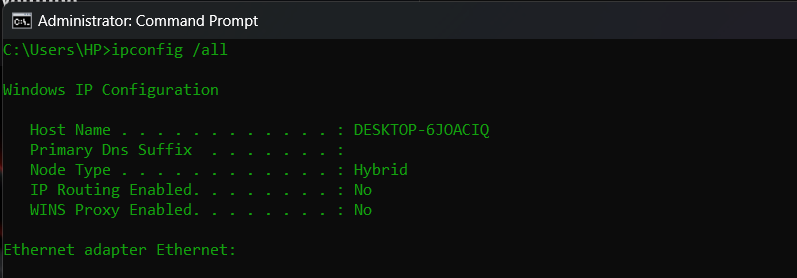 Administrator: Command Prompt
C:\Users\HP>ipconfig /all
Windows IP Configuration
Host Name . . . . . . . . . . . . : DESKTOP-6JOACIQ
Primary Dns Suffix  . . . . . . . :
Node Type . . . . . . . . . . . . : Hybrid
IP Routing Enabled. . . . . . . . : No
WINS Proxy Enabled. . . . . . . . : No
Ethernet adapter Ethernet: